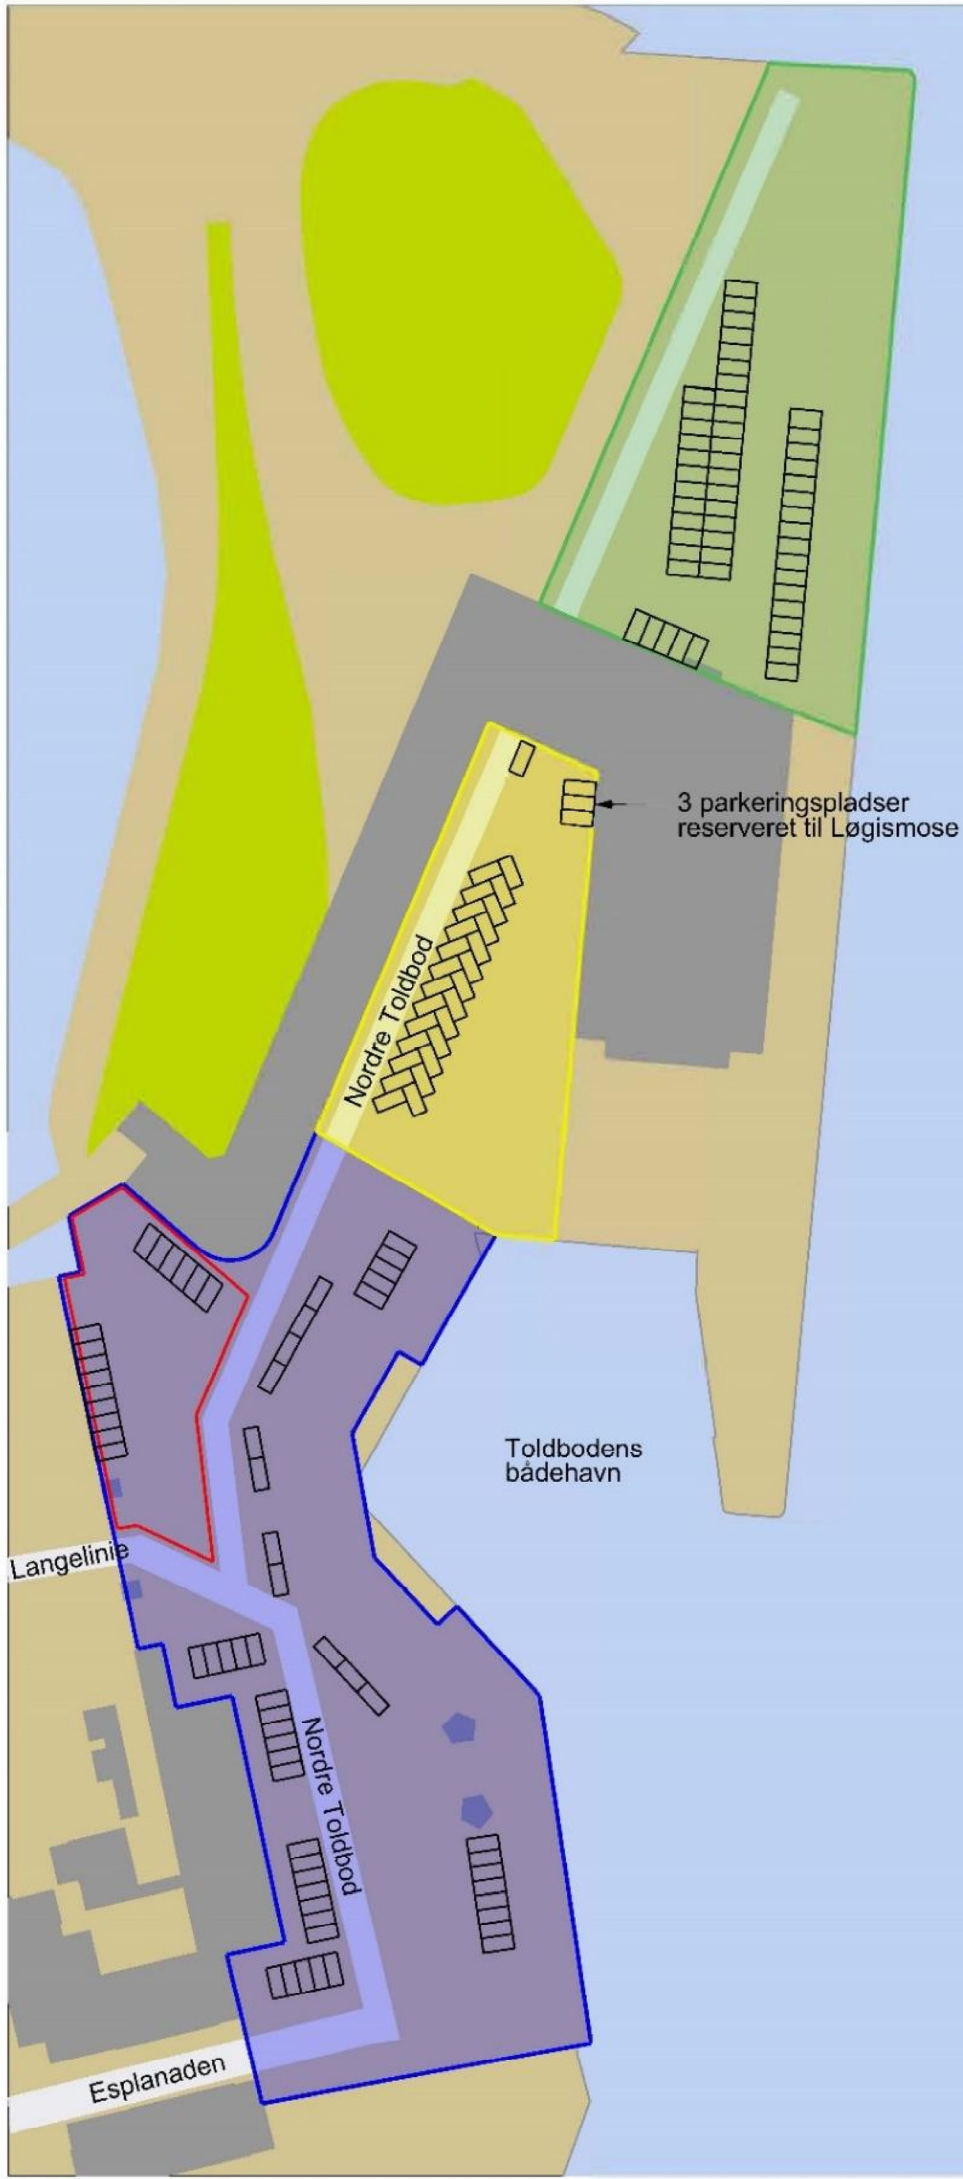 3 parkeringspladser
reserveret til Løgismose
Nordre Toldbod
Toldbodens
bådehavn
Langelinie
Nordre Toldbod
Esplanaden